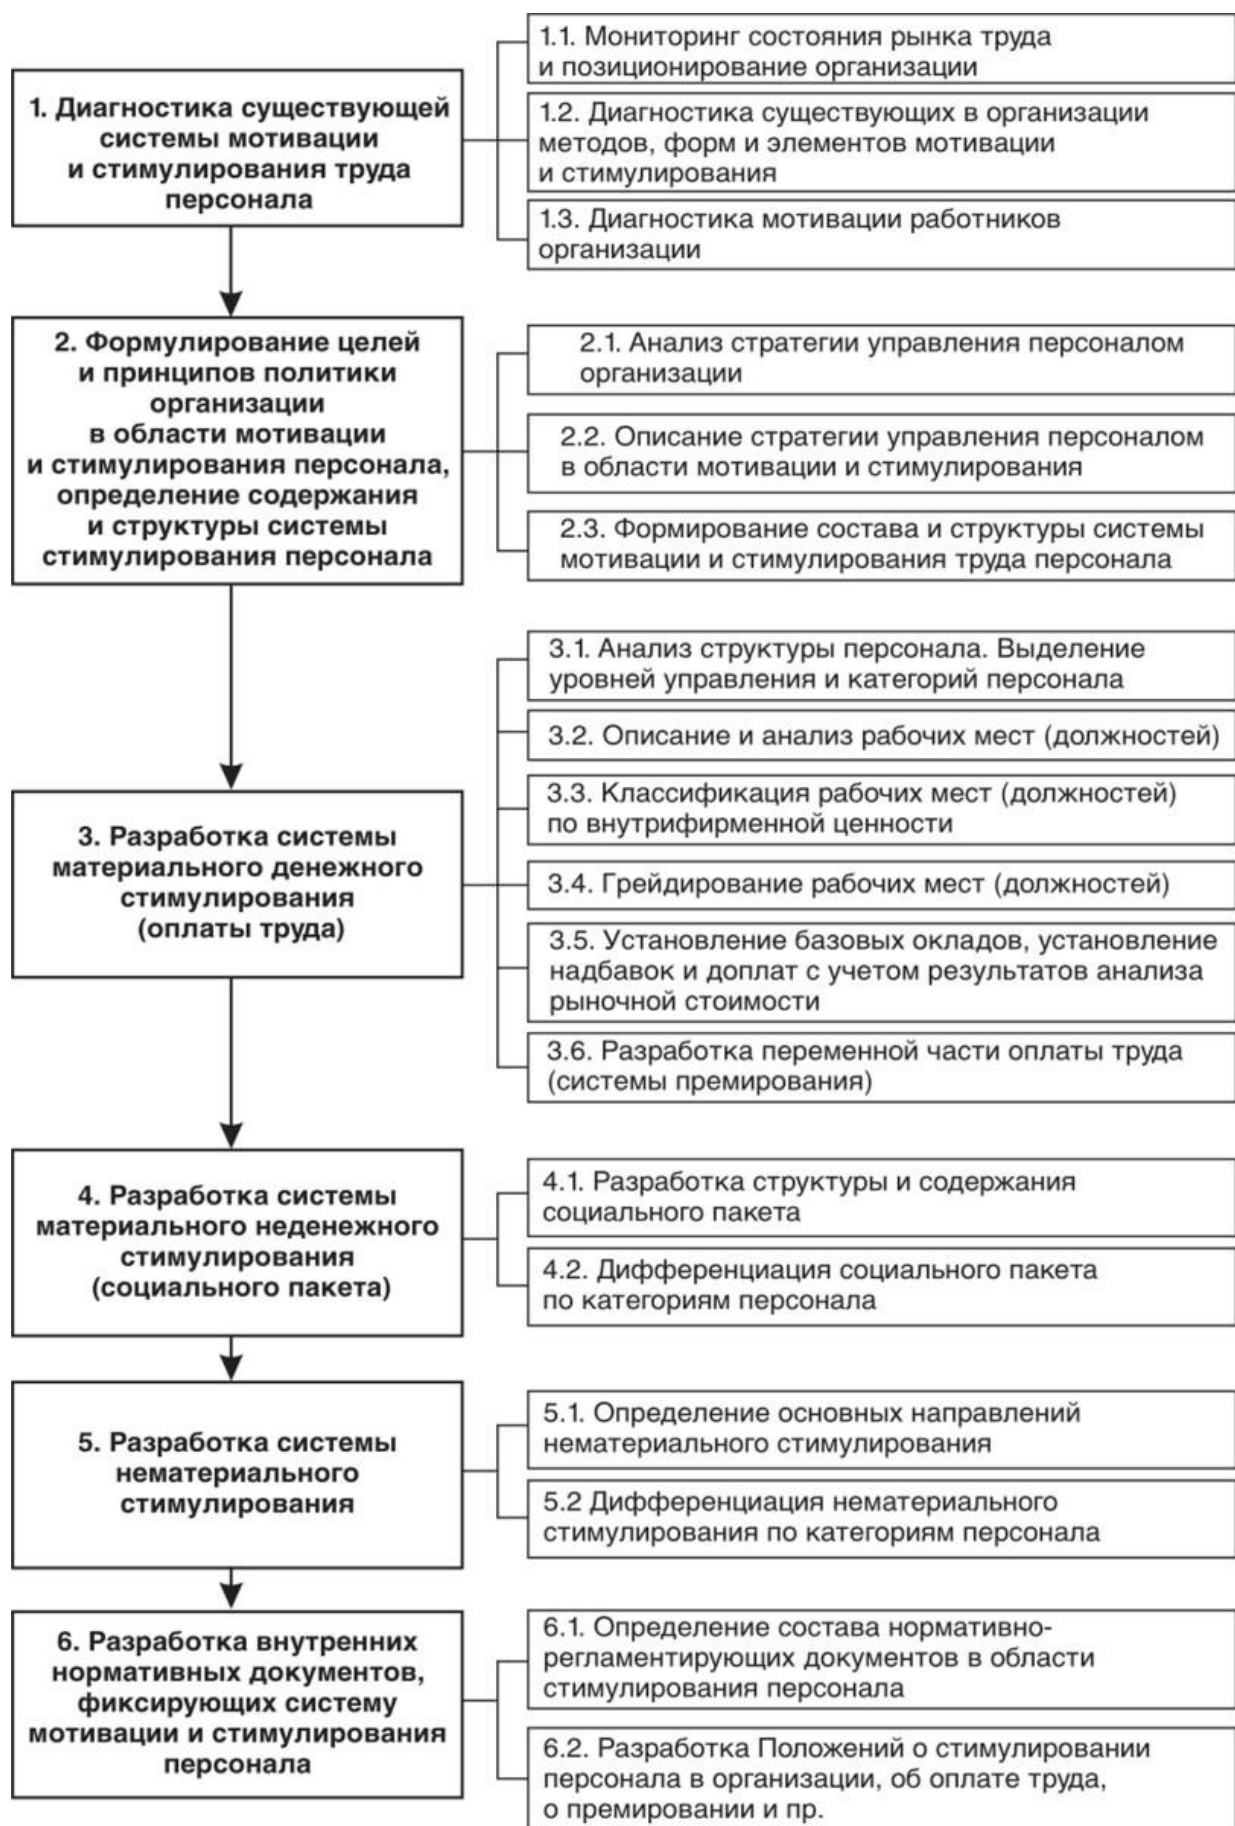 1. Диагностика существующей
системы мотивации
и стимулирования труда
персонала
1.1. Мониторинг состояния рынка труда
и позиционирование организации
1.2. Диагностика существующих в организации
методов, форм и элементов мотивации
и стимулирования
1.3. Диагностика мотивации работников
организации
2. Формулирование целей
и принципов политики
организации
в области мотивации
и стимулирования персонала,
определение содержания
и структуры системы
стимулирования персонала
2.1. Анализ стратегии управления персоналом
организации
2.2. Описание стратегии управления персоналом
в области мотивации и стимулирования
2.3. Формирование состава и структуры системы
мотивации и стимулирования труда персонала
3. Разработка системы
материального денежного
стимулирования
(оплаты труда)
3.1. Анализ структуры персонала. Выделение
уровней управления и категорий персонала
3.2. Описание и анализ рабочих мест (должностей)
3.3. Классификация рабочих мест (должностей)
по внутрифирменной ценности
3.4. Грейдирование рабочих мест (должностей)
3.5. Установление базовых окладов, установление
надбавок и доплат с учетом результатов анализа
рыночной стоимости
3.6. Разработка переменной части оплаты труда
(системы премирования)
4. Разработка системы
материального неденежного
стимулирования
(социального пакета)
4.1. Разработка структуры и содержания
социального пакета
4.2. Дифференциация социального пакета
по категориям персонала
5. Разработка системы
нематериального
стимулирования
5.1. Определение основных направлений
нематериального стимулирования
5.2 Дифференциация нематериального
стимулирования по категориям персонала
6. Разработка внутренних
нормативных документов,
фиксирующих систему
мотивации и стимулирования
персонала
6.1. Определение состава нормативно-
регламентирующих документов в области
стимулирования персонала
6.2. Разработка Положений о стимулировании
персонала в организации, об оплате труда,
о премировании и пр.